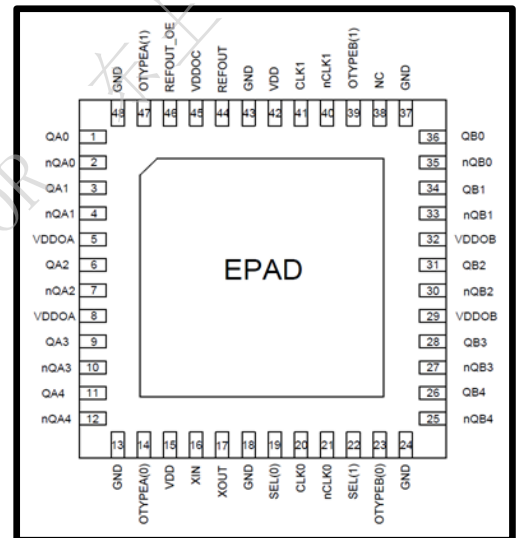 GND OTYPEA(1) REFOUT_OE VDDOC REFOUT GND VDD CLK1 nCLK1 OTYPEB(1) NC GND
48 47 46 45 44 43 42 41 40 39 38 37
QA0 1 36 QB0
nQA0 2 35 nQB0
QA1 3 34 QB1
nQA1 4 33 nQB1
VDDOA 5 32 VDDOB
QA2 6 31 QB2
EPAD
nQA2 7 30 nQB2
VDDOA 8 29 VDDOB
QA3 9 28 QB3
nQA3 10 27 nQB3
QA4 11 26 QB4
nQA4 12 25 nQB4
13 14 15 16 17 18 19 20 21 22 23 24
GND OTYPEA(0) VDD XIN XOUT GND SEL(0) CLK0 nCLK0 SEL(1) OTYPEB(0) GND